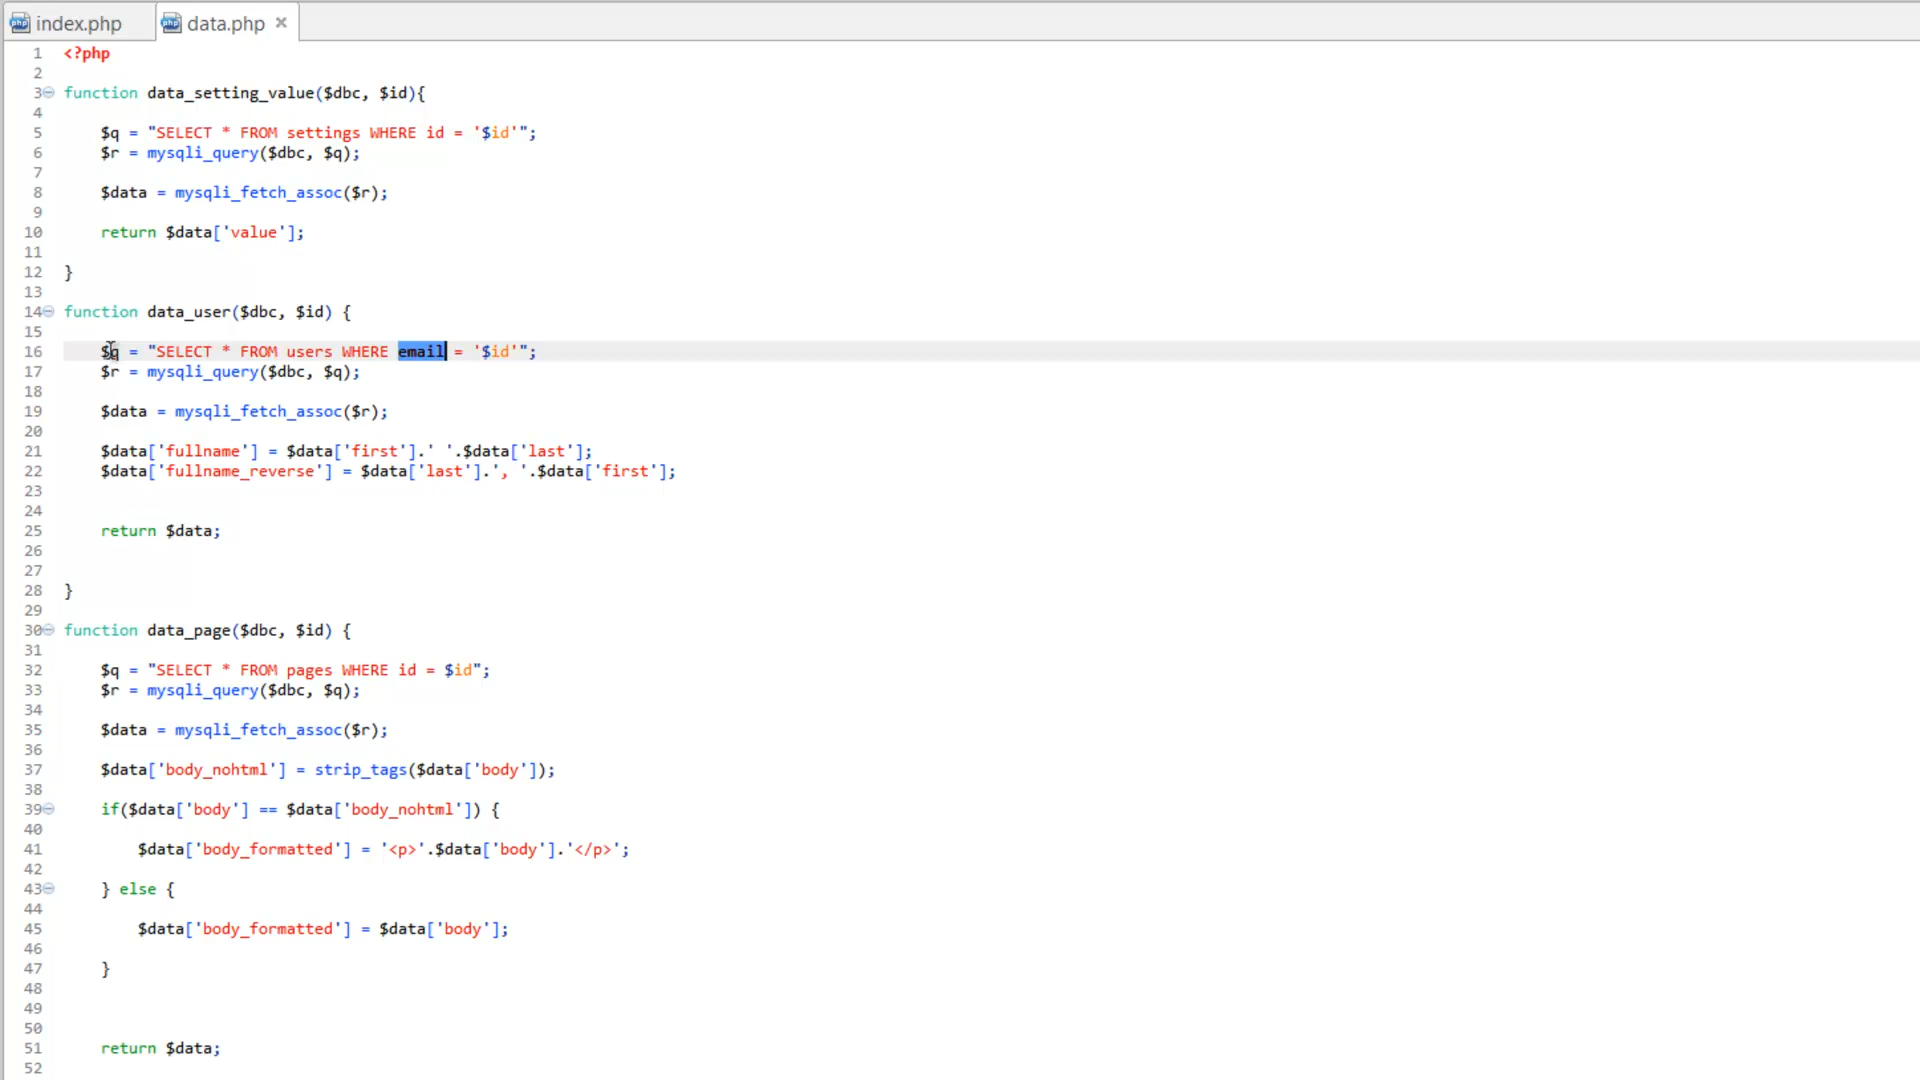 index.php
data.php
1 <?php
2
3 function data_setting_value($dbc, $id){
4
5 $q = "SELECT * FROM settings WHERE id = '$id'";
6 $r = mysqli_query($dbc, $q);
7
8 $data = mysqli_fetch_assoc($r);
9
10 return $data['value'];
11
12 }
13
14 function data_user($dbc, $id) {
15
16 $q = "SELECT * FROM users WHERE email = '$id'";
17 $r = mysqli_query($dbc, $q);
18
19 $data = mysqli_fetch_assoc($r);
20
21 $data['fullname'] = $data['first'].' '.$data['last'];
22 $data['fullname_reverse'] = $data['last'].', '.$data['first'];
23
24
25 return $data;
26
27
28 }
29
30 function data_page($dbc, $id) {
31
32 $q = "SELECT * FROM pages WHERE id = $id";
33 $r = mysqli_query($dbc, $q);
34
35 $data = mysqli_fetch_assoc($r);
36
37 $data['body_nohtml'] = strip_tags($data['body']);
38
39 if($data['body'] == $data['body_nohtml']) {
40
41 $data['body_formatted'] = '<p>'.$data['body'].'</p>';
42
43 } else {
44
45 $data['body_formatted'] = $data['body'];
46
47 }
48
49
50
51 return $data;
52